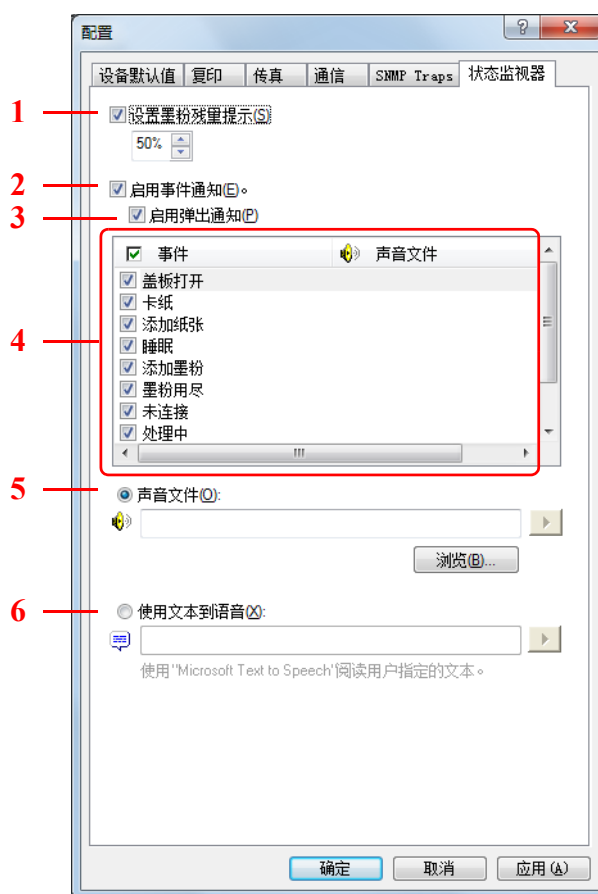 配置
设备默认值 复印 传真 通信 SNMP Traps 状态监视器
1 设置墨粉残里提示(S)
50%
2 启用事件通知(E)。
3 启用弹出通知(P)
事件 声音文件
盖板打开
卡纸
添加纸张
4 睡眠
添加墨粉
墨粉用尽
未连接
处理中
5 声音文件(O):
浏览(B)...
6 使用文本到语音(X):
使用"Microsoft Text to Speech"阅读用户指定的文本。
确定 取消 应用(A)